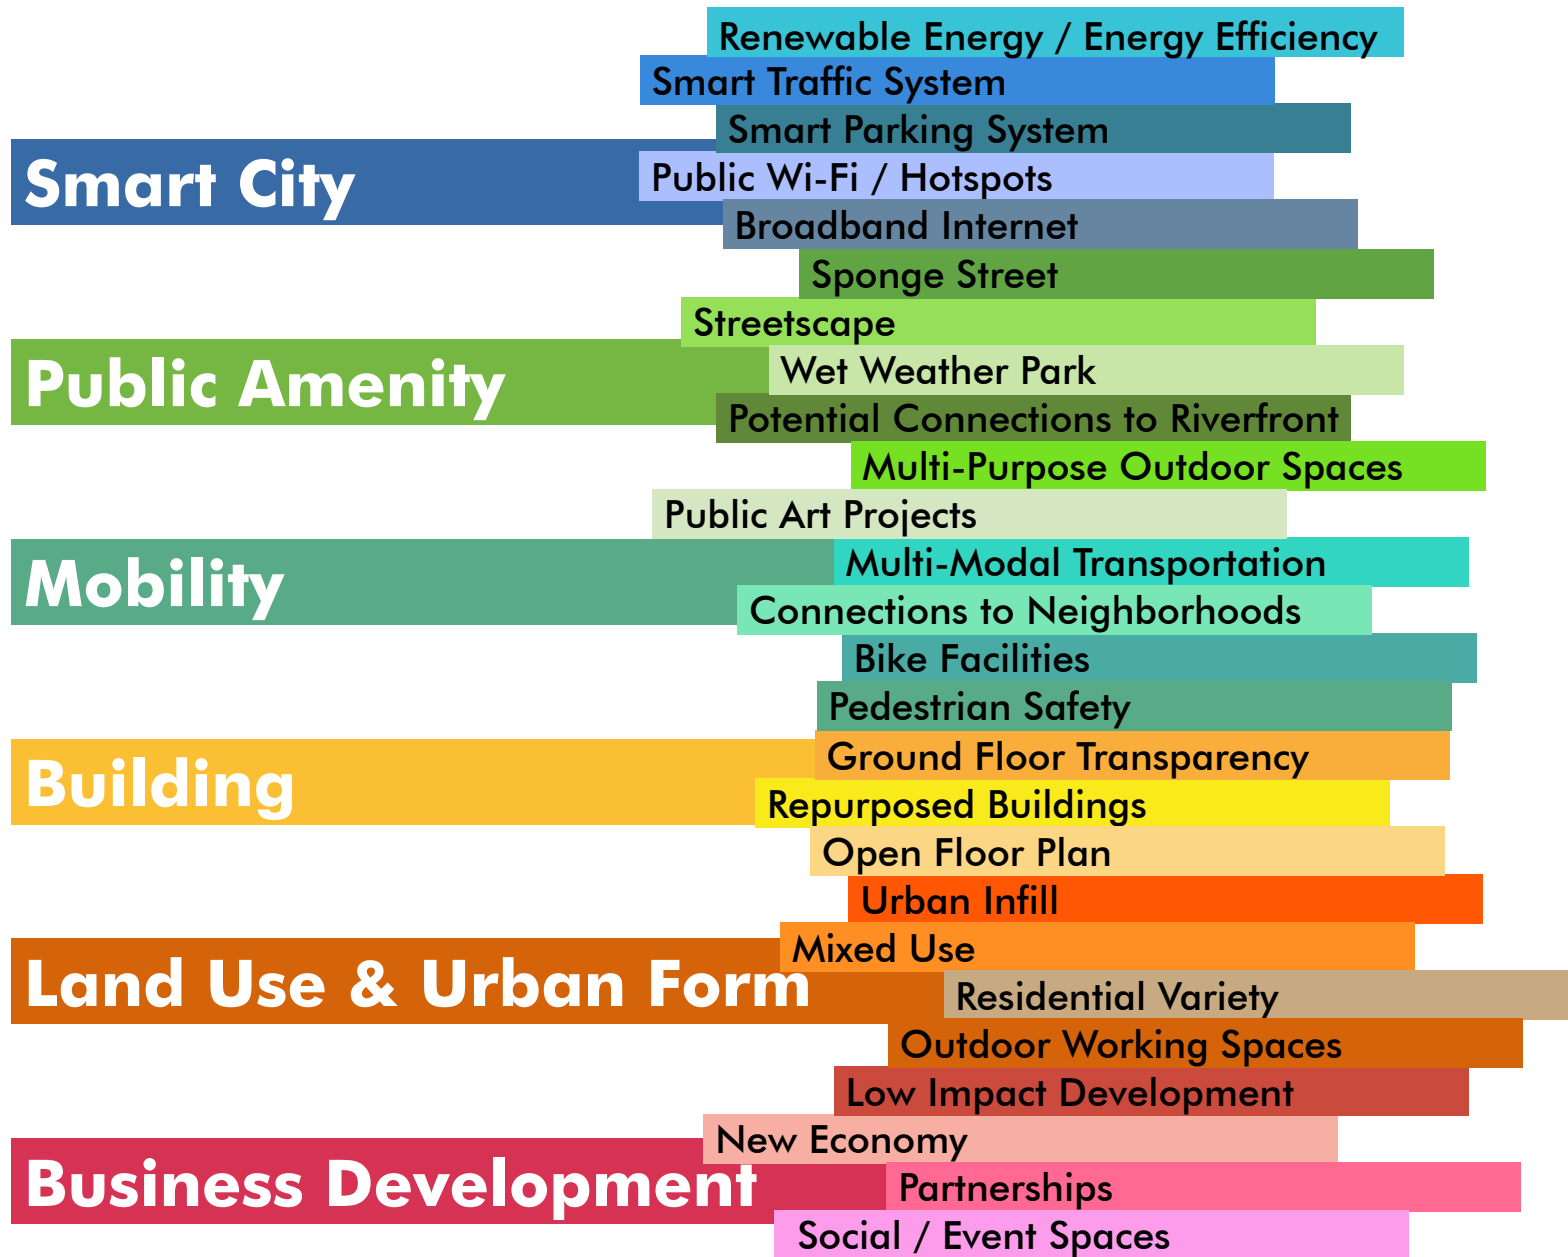 Renewable Energy / Energy Efficiency
Smart Traffic System
Smart Parking System
Smart City
Public Wi-Fi / Hotspots
Broadband Internet
Sponge Street
Streetscape
Wet Weather Park
Public Amenity
Potential Connections to Riverfront
Multi-Purpose Outdoor Spaces
Public Art Projects
Multi-Modal Transportation
Mobility
Connections to Neighborhoods
Bike Facilities
Pedestrian Safety
Ground Floor Transparency
Building
Repurposed Buildings
Open Floor Plan
Urban Infill
Mixed Use
Land Use & Urban Form
Residential Variety
Outdoor Working Spaces
Low Impact Development
New Economy
Business Development
Partnerships
Social / Event Spaces